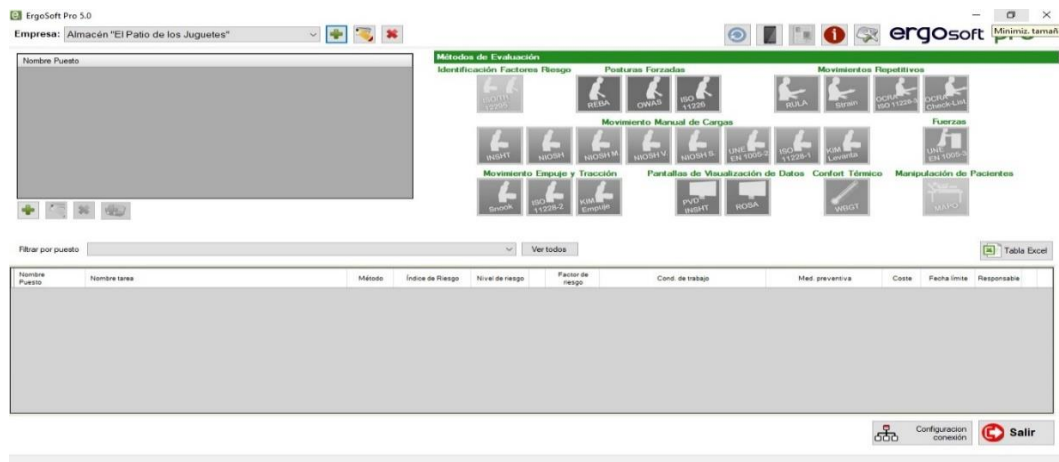 ErgoSoft Pro 5.0
Empresa: Almacén "El Patio de los Juguetes"
ergosoft
Minimiz. tamañ
Nombre Puesto
Métodos de Evaluación
Identificación Factores Riesgo Posturas Forzadas Movimientos Repetitivos
REBA OWAS ISO 11226 RULA Strain OCRA ISO 11228-3 OCRA Check-List
Movimiento Manual de Cargas Fuerzas
INSHT NIOSH NIOSH M. NIOSH V. NIOSH S. UNE EN 1005-2 ISO 11228-1 KIM Levanta UNE EN 1005-3
Movimiento Empuje y Tracción Pantallas de Visualización de Datos Confort Térmico Manipulación de Pacientes
Snook ISO 11228-2 KIM Empuje PVD INSHT ROSA WBGT MAPO
Filtrar por puesto Ver todos Tabla Excel
Nombre Puesto Nombre tarea Método Índice de Riesgo Nivel de riesgo Factor de riesgo Cond. de trabajo Med. preventiva Coste Fecha límite Responsable
Configuracion conexión Salir